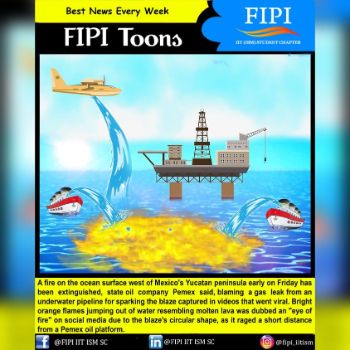 Best News Every Week
FIPI Toons
FIPI
IIT (ISM) STUDENT CHAPTER
A fire on the ocean surface west of Mexico's Yucatan peninsula early on Friday has
been extinguished, state oil company Pemex said, blaming a gas leak from an
underwater pipeline for sparking the blaze captured in videos that went viral. Bright
orange flames jumping out of water resembling molten lava was dubbed an "eye of
fire" on social media due to the blaze's circular shape, as it raged a short distance
from a Pemex oil platform.
@FIPI IIT ISM SC
@FIPI IIT ISM SC
@fipi_iitism